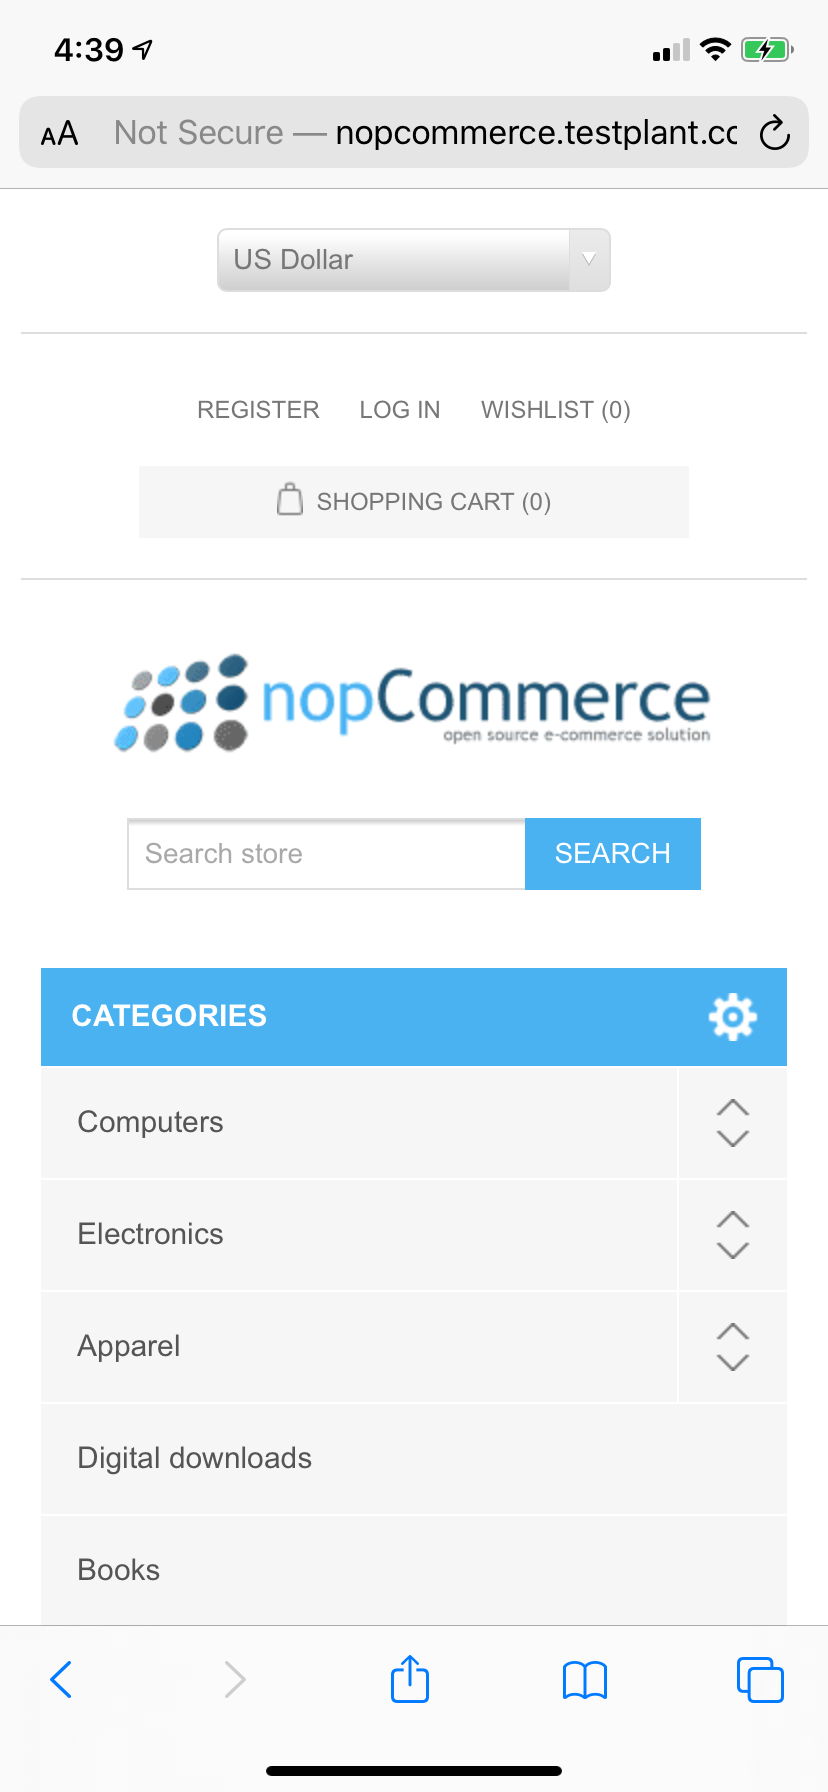 4:39
AA Not Secure — nopcommerce.testplant.cc
US Dollar
REGISTER LOG IN WISHLIST (0)
SHOPPING CART (0)
nopCommerce
open source e-commerce solution
Search store SEARCH
CATEGORIES
Computers
Electronics
Apparel
Digital downloads
Books